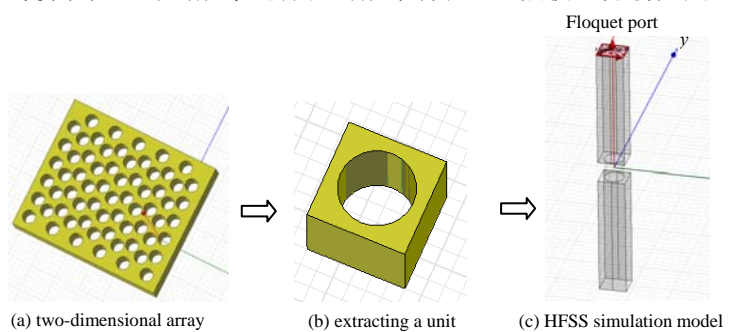 Floquet port
y
(a) two-dimensional array
(b) extracting a unit
(c) HFSS simulation model